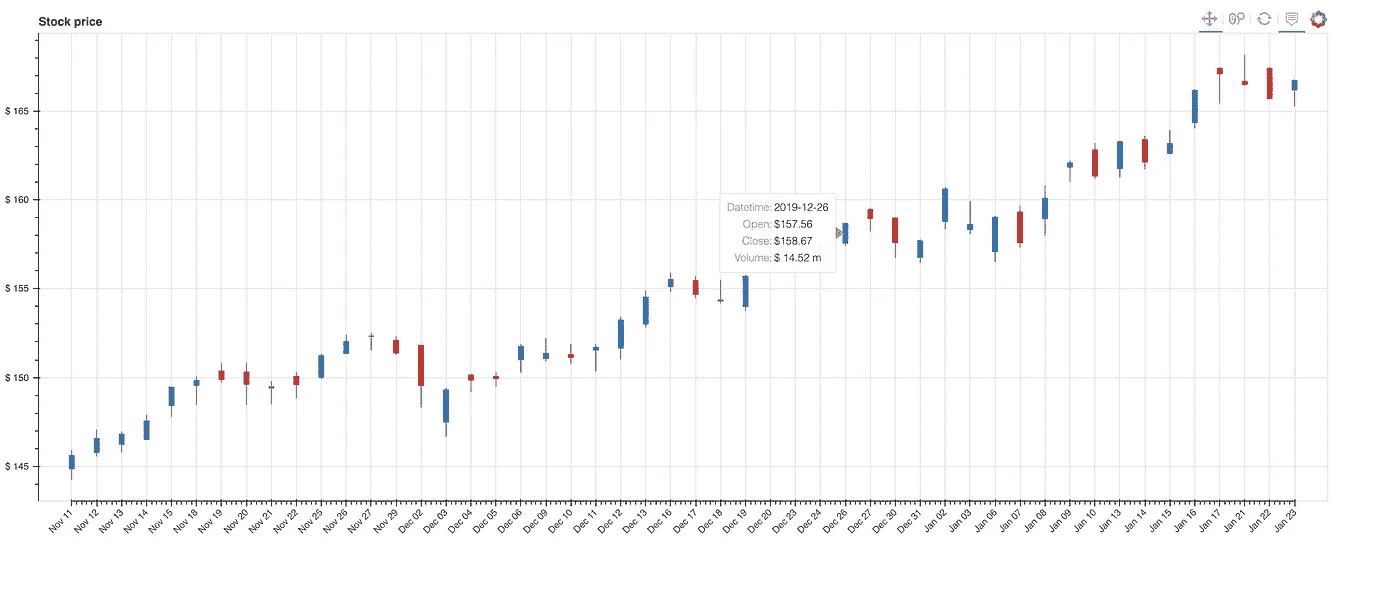 Stock price
$ 165
$ 160
$ 155
$ 150
$ 145
Datetime: 2019-12-26
Open: $157.56
Close: $158.67
Volume: $ 14.52 m
Nov 11
Nov 12
Nov 13
Nov 14
Nov 15
Nov 18
Nov 19
Nov 20
Nov 21
Nov 22
Nov 25
Nov 26
Nov 27
Nov 29
Dec 02
Dec 03
Dec 04
Dec 05
Dec 06
Dec 09
Dec 10
Dec 11
Dec 12
Dec 13
Dec 16
Dec 17
Dec 18
Dec 19
Dec 20
Dec 23
Dec 24
Dec 26
Dec 27
Dec 30
Dec 31
Jan 02
Jan 03
Jan 06
Jan 07
Jan 08
Jan 09
Jan 10
Jan 13
Jan 14
Jan 15
Jan 16
Jan 17
Jan 21
Jan 22
Jan 23